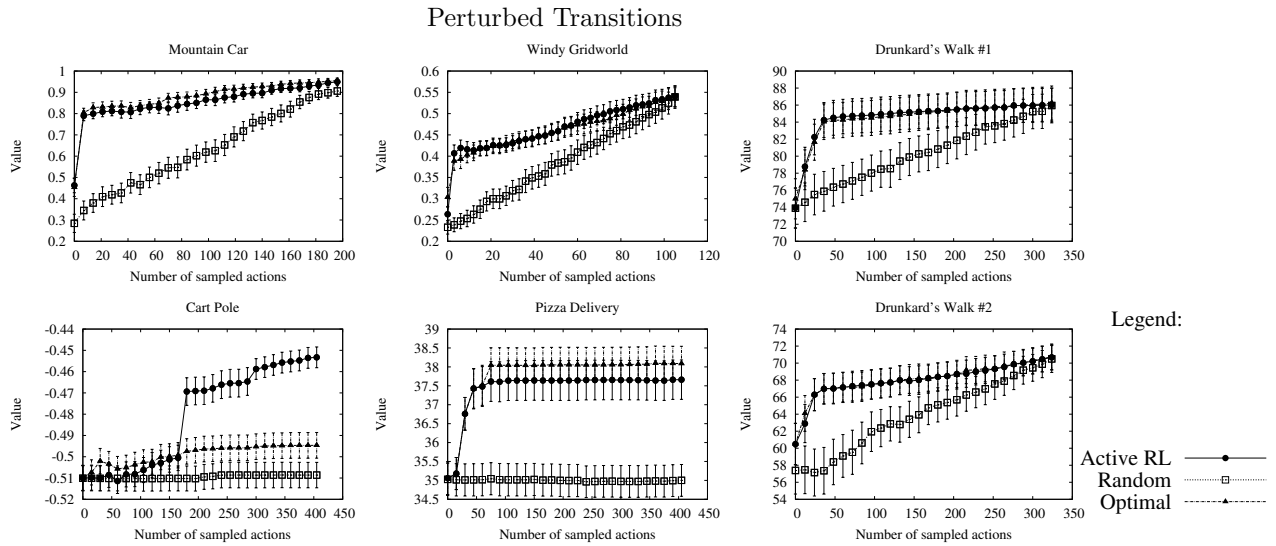 Perturbed Transitions
Mountain Car
Value
1
0.9
0.8
0.7
0.6
0.5
0.4
0.3
0.2
0 20 40 60 80 100 120 140 160 180 200
Number of sampled actions
Windy Gridworld
Value
0.6
0.5
0.4
0.3
0.2
0 20 40 60 80 100 120
Number of sampled actions
Drunkard's Walk #1
Value
90
88
86
84
82
80
78
76
74
72
70
0 50 100 150 200 250 300 350
Number of sampled actions
Cart Pole
Value
-0.44
-0.45
-0.46
-0.47
-0.48
-0.49
-0.5
-0.51
-0.52
0 50 100 150 200 250 300 350 400 450
Number of sampled actions
Pizza Delivery
Value
39
38.5
38
37.5
37
36.5
36
35.5
35
34.5
0 50 100 150 200 250 300 350 400 450
Number of sampled actions
Drunkard's Walk #2
Value
74
72
70
68
66
64
62
60
58
56
54
0 50 100 150 200 250 300 350
Number of sampled actions
Legend:
Active RL
Random
Optimal